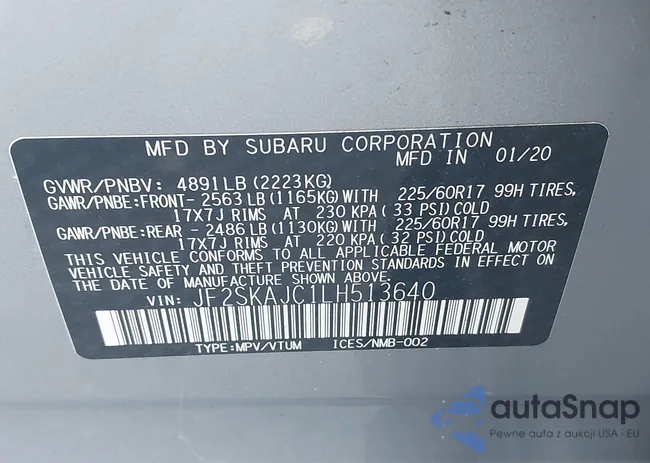 MFD BY SUBARU CORPORATION
MFD IN 01/20
GVWR/PNBV: 4891LB (2223KG)
GAWR/PNBE:FRONT- 2563LB (1165KG) WITH 225/60R17 99H TIRES,
17X7J RIMS AT 230 KPA ( 33 PSI) COLD
GAWR/PNBE:REAR - 2486LB (1130KG) WITH 225/60R17 99H TIRES,
17X7J RIMS AT 220 KPA ( 32 PSI) COLD
THIS VEHICLE CONFORMS TO ALL APPLICABLE FEDERAL MOTOR
VEHICLE SAFETY AND THEFT PREVENTION STANDARDS IN EFFECT ON
THE DATE OF MANUFACTURE SHOWN ABOVE.
VIN: JF2SKAJC1LH513640
TYPE:MPV/VTUM ICES/NMB-002
autaSnap
Pewne auta z aukcji USA i EU